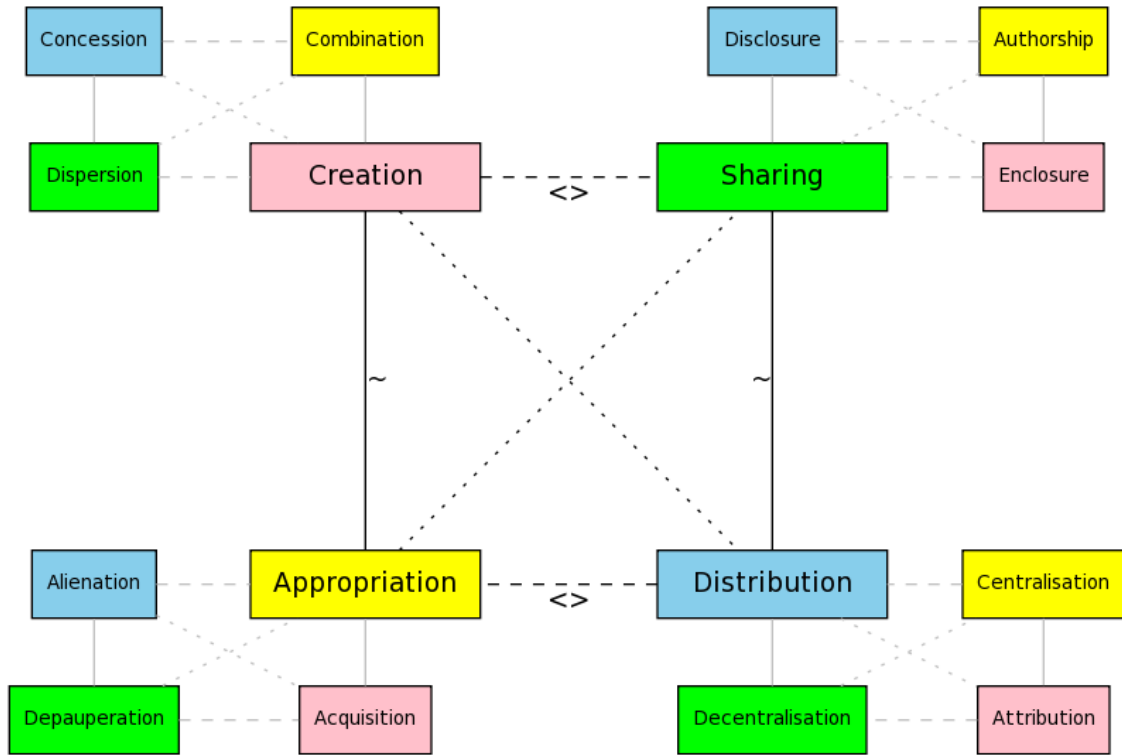 Concession
Combination
Disclosure
Authorship
Dispersion
Creation
<>
Sharing
Enclosure
~
~
Alienation
Appropriation
<>
Distribution
Centralisation
Depauperation
Acquisition
Decentralisation
Attribution